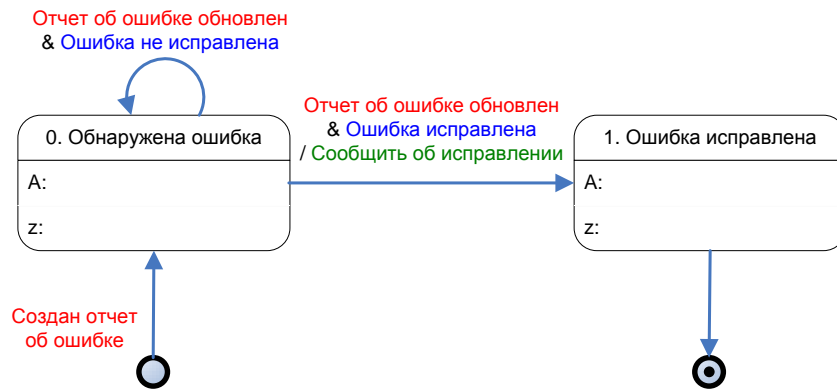 Отчет об ошибке обновлен
& Ошибка не исправлена
0. Обнаружена ошибка
A:
z:
Отчет об ошибке обновлен
& Ошибка исправлена
/ Сообщить об исправлении
1. Ошибка исправлена
A:
z:
Создан отчет
об ошибке